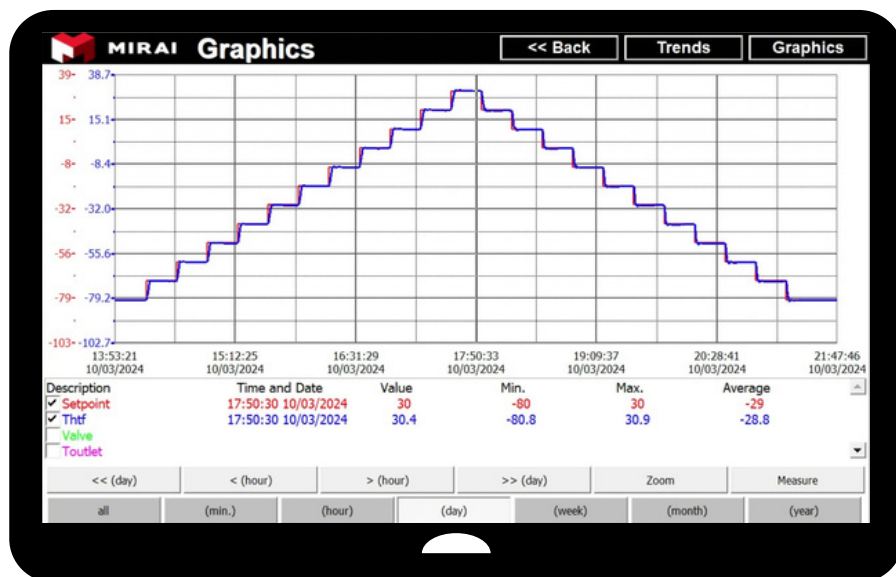 MIRAI Graphics << Back Trends Graphics
39- 38.7-
15- 15.1-
-8- -8.4-
-32- -32.0-
-56- -55.6-
-79- -79.2-
-103- -102.7-
13:53:21 15:12:25 16:31:29 17:50:33 19:09:37 20:28:41 21:47:46
10/03/2024 10/03/2024 10/03/2024 10/03/2024 10/03/2024 10/03/2024 10/03/2024
Description Time and Date Value Min. Max. Average
Setpoint 17:50:30 10/03/2024 30 -80 30 -29
Thtf 17:50:30 10/03/2024 30.4 -80.8 30.9 -28.8
Valve
Toutlet
<< (day) < (hour) > (hour) >> (day) Zoom Measure
all (min.) (hour) (day) (week) (month) (year)